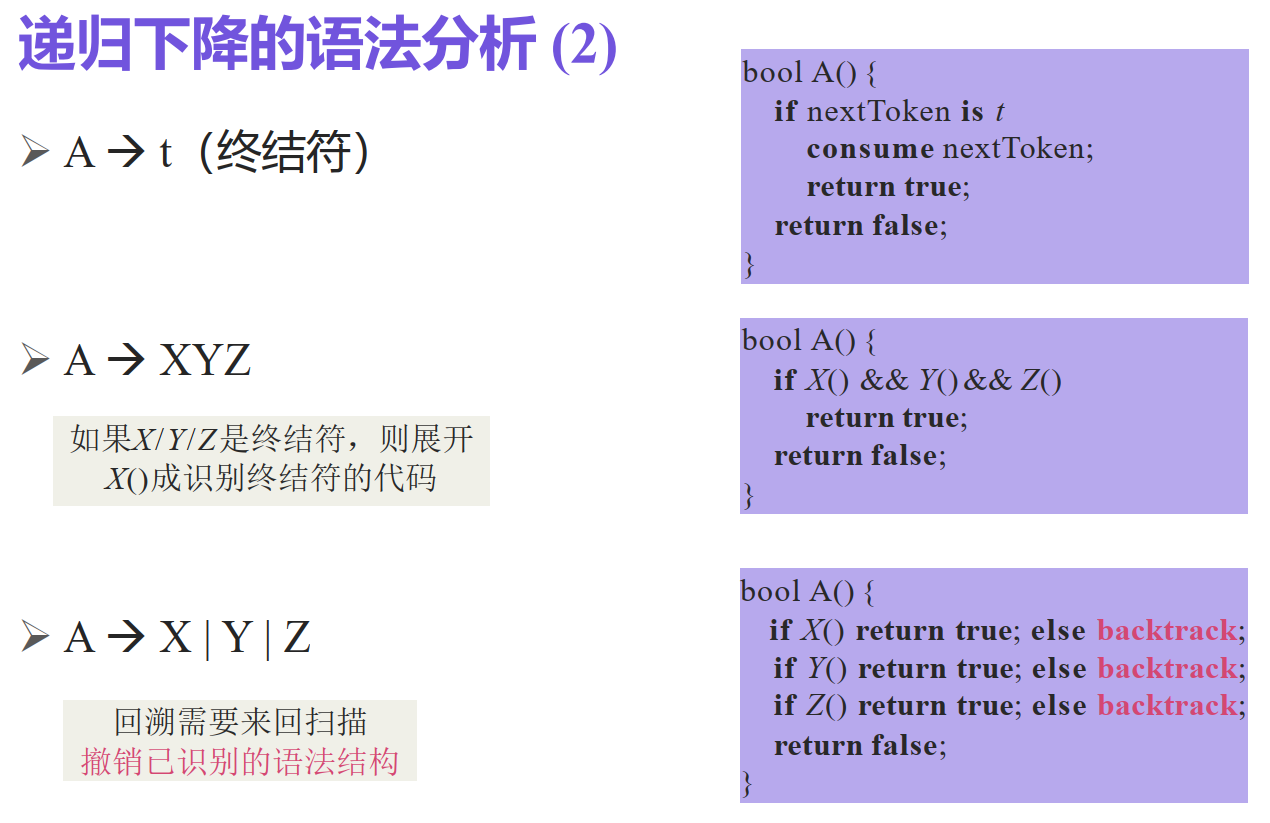 递归下降的语法分析 (2)
➢ A → t（终结符）
bool A() {
if nextToken is t
consume nextToken;
return true;
return false;
}
➢ A → XYZ
如果X/Y/Z是终结符，则展开
X()成识别终结符的代码
bool A() {
if X() && Y() && Z()
return true;
return false;
}
➢ A → X | Y | Z
回溯需要来回扫描
撤销已识别的语法结构
bool A() {
if X() return true; else backtrack;
if Y() return true; else backtrack;
if Z() return true; else backtrack;
return false;
}